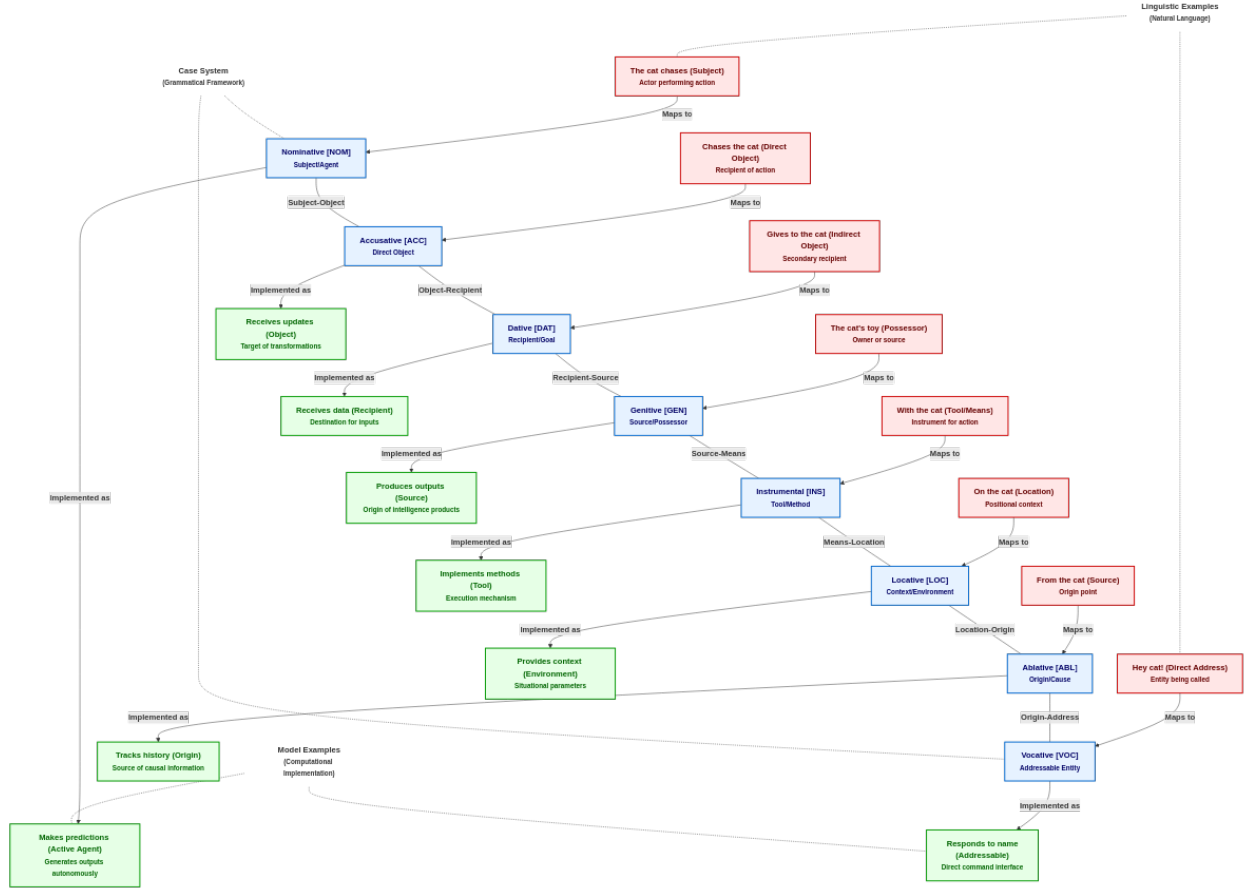 Linguistic Examples
(Natural Language)
Case System
(Grammatical Framework)
The cat chases (Subject)
Actor performing action
Maps to
Nominative [NOM]
Subject/Agent
Chases the cat (Direct
Object)
Recipient of action
Subject-Object
Maps to
Accusative [ACC]
Direct Object
Gives to the cat (Indirect
Object)
Secondary recipient
Implemented as
Object-Recipient
Maps to
Receives updates
(Object)
Target of transformations
Dative [DAT]
Recipient/Goal
The cat's toy (Possessor)
Owner or source
Implemented as
Recipient-Source
Maps to
Receives data (Recipient)
Destination for inputs
Genitive [GEN]
Source/Possessor
With the cat (Tool/Means)
Instrument for action
Implemented as
Source-Means
Maps to
Implemented as
Produces outputs
(Source)
Origin of intelligence products
Instrumental [INS]
Tool/Method
On the cat (Location)
Positional context
Implemented as
Means-Location
Maps to
Implements methods
(Tool)
Execution mechanism
Locative [LOC]
Context/Environment
From the cat (Source)
Origin point
Implemented as
Location-Origin
Maps to
Provides context
(Environment)
Situational parameters
Ablative [ABL]
Origin/Cause
Hey cat! (Direct Address)
Entity being called
Implemented as
Origin-Address
Maps to
Tracks history (Origin)
Source of causal information
Model Examples
(Computational
Implementation)
Vocative [VOC]
Addressable Entity
Implemented as
Makes predictions
(Active Agent)
Generates outputs
autonomously
Responds to name
(Addressable)
Direct command interface